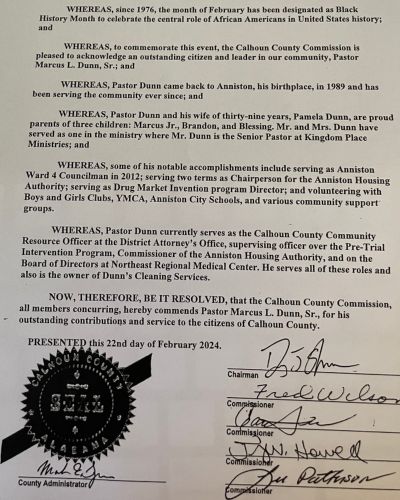 WHEREAS, since 1976, the month of February has been designated as Black
History Month to celebrate the central role of African Americans in United States history;
and
WHEREAS, to commemorate this event, the Calhoun County Commission is
pleased to acknowledge an outstanding citizen and leader in our community, Pastor
Marcus L. Dunn, Sr.; and
WHEREAS, Pastor Dunn came back to Anniston, his birthplace, in 1989 and has
been serving the community ever since; and
WHEREAS, Pastor Dunn and his wife of thirty-nine years, Pamela Dunn, are proud
parents of three children: Marcus Jr., Brandon, and Blessing. Mr. and Mrs. Dunn have
served as one in the ministry where Mr. Dunn is the Senior Pastor at Kingdom Place
Ministries; and
WHEREAS, some of his notable accomplishments include serving as Anniston
Ward 4 Councilman in 2012; serving two terms as Chairperson for the Anniston Housing
Authority; serving as Drug Market Invention program Director; and volunteering with
Boys and Girls Clubs, YMCA, Anniston City Schools, and various community support
groups.
WHEREAS, Pastor Dunn currently serves as the Calhoun County Community
Resource Officer at the District Attorney's Office, supervising officer over the Pre-Trial
Intervention Program, Commissioner of the Anniston Housing Authority, and on the
Board of Directors at Northeast Regional Medical Center. He serves all of these roles and
also is the owner of Dunn's Cleaning Services.
NOW, THEREFORE, BE IT RESOLVED, that the Calhoun County Commission,
all members concurring, hereby commends Pastor Marcus L. Dunn, Sr., for his
outstanding contributions and service to the citizens of Calhoun County.
PRESENTED this 22nd day of February 2024.
CALHOUN COUNTY
SEAL
ALABAMA
County Administrator
Chairman
Fred Wilson
Commissioner
Commissioner
J.W. Howell
Commissioner
Commissioner